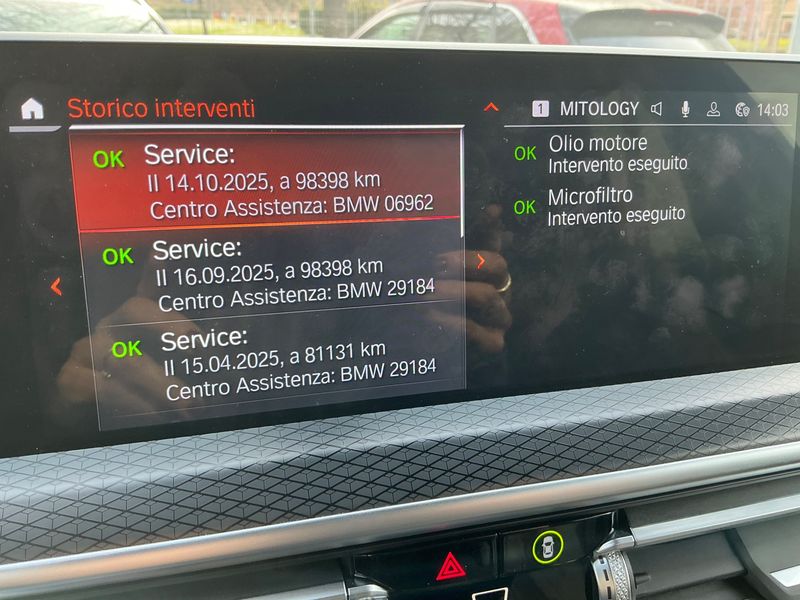 Storico interventi
1 MITOLOGY 14:03
OK Service:
Il 14.10.2025, a 98398 km
Centro Assistenza: BMW 06962
OK Service:
Il 16.09.2025, a 98398 km
Centro Assistenza: BMW 29184
OK Service:
Il 15.04.2025, a 81131 km
Centro Assistenza: BMW 29184
OK Olio motore
Intervento eseguito
OK Microfiltro
Intervento eseguito